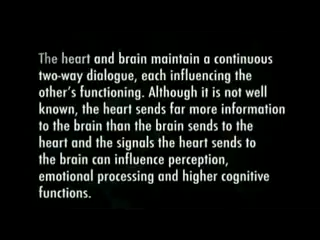 The heart and brain maintain a continuous
two-way dialogue, each influencing the
other's functioning. Although it is not well
known, the heart sends far more information
to the brain than the brain sends to the
heart and the signals the heart sends to
the brain can influence perception,
emotional processing and higher cognitive
functions.